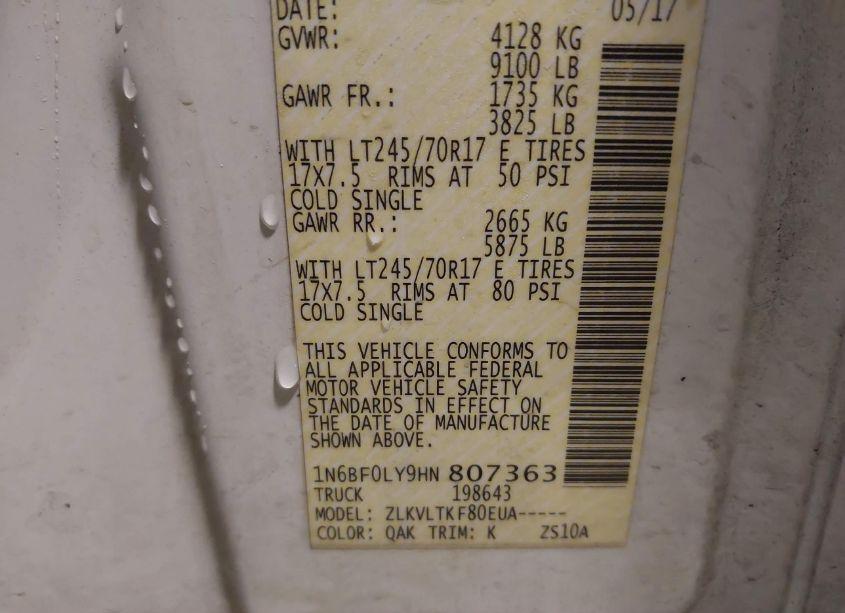 DATE: 05/17
GVWR: 4128 KG
9100 LB
GAWR FR.: 1735 KG
3825 LB
WITH LT245/70R17 E TIRES
17X7.5 RIMS AT 50 PSI
COLD SINGLE
GAWR RR.: 2665 KG
5875 LB
WITH LT245/70R17 E TIRES
17X7.5 RIMS AT 80 PSI
COLD SINGLE
THIS VEHICLE CONFORMS TO
ALL APPLICABLE FEDERAL
MOTOR VEHICLE SAFETY
STANDARDS IN EFFECT ON
THE DATE OF MANUFACTURE
SHOWN ABOVE.
1N6BF0LY9HN 807363
TRUCK 198643
MODEL: ZLKVLTKF80EUA-----
COLOR: QAK TRIM: K ZS10A